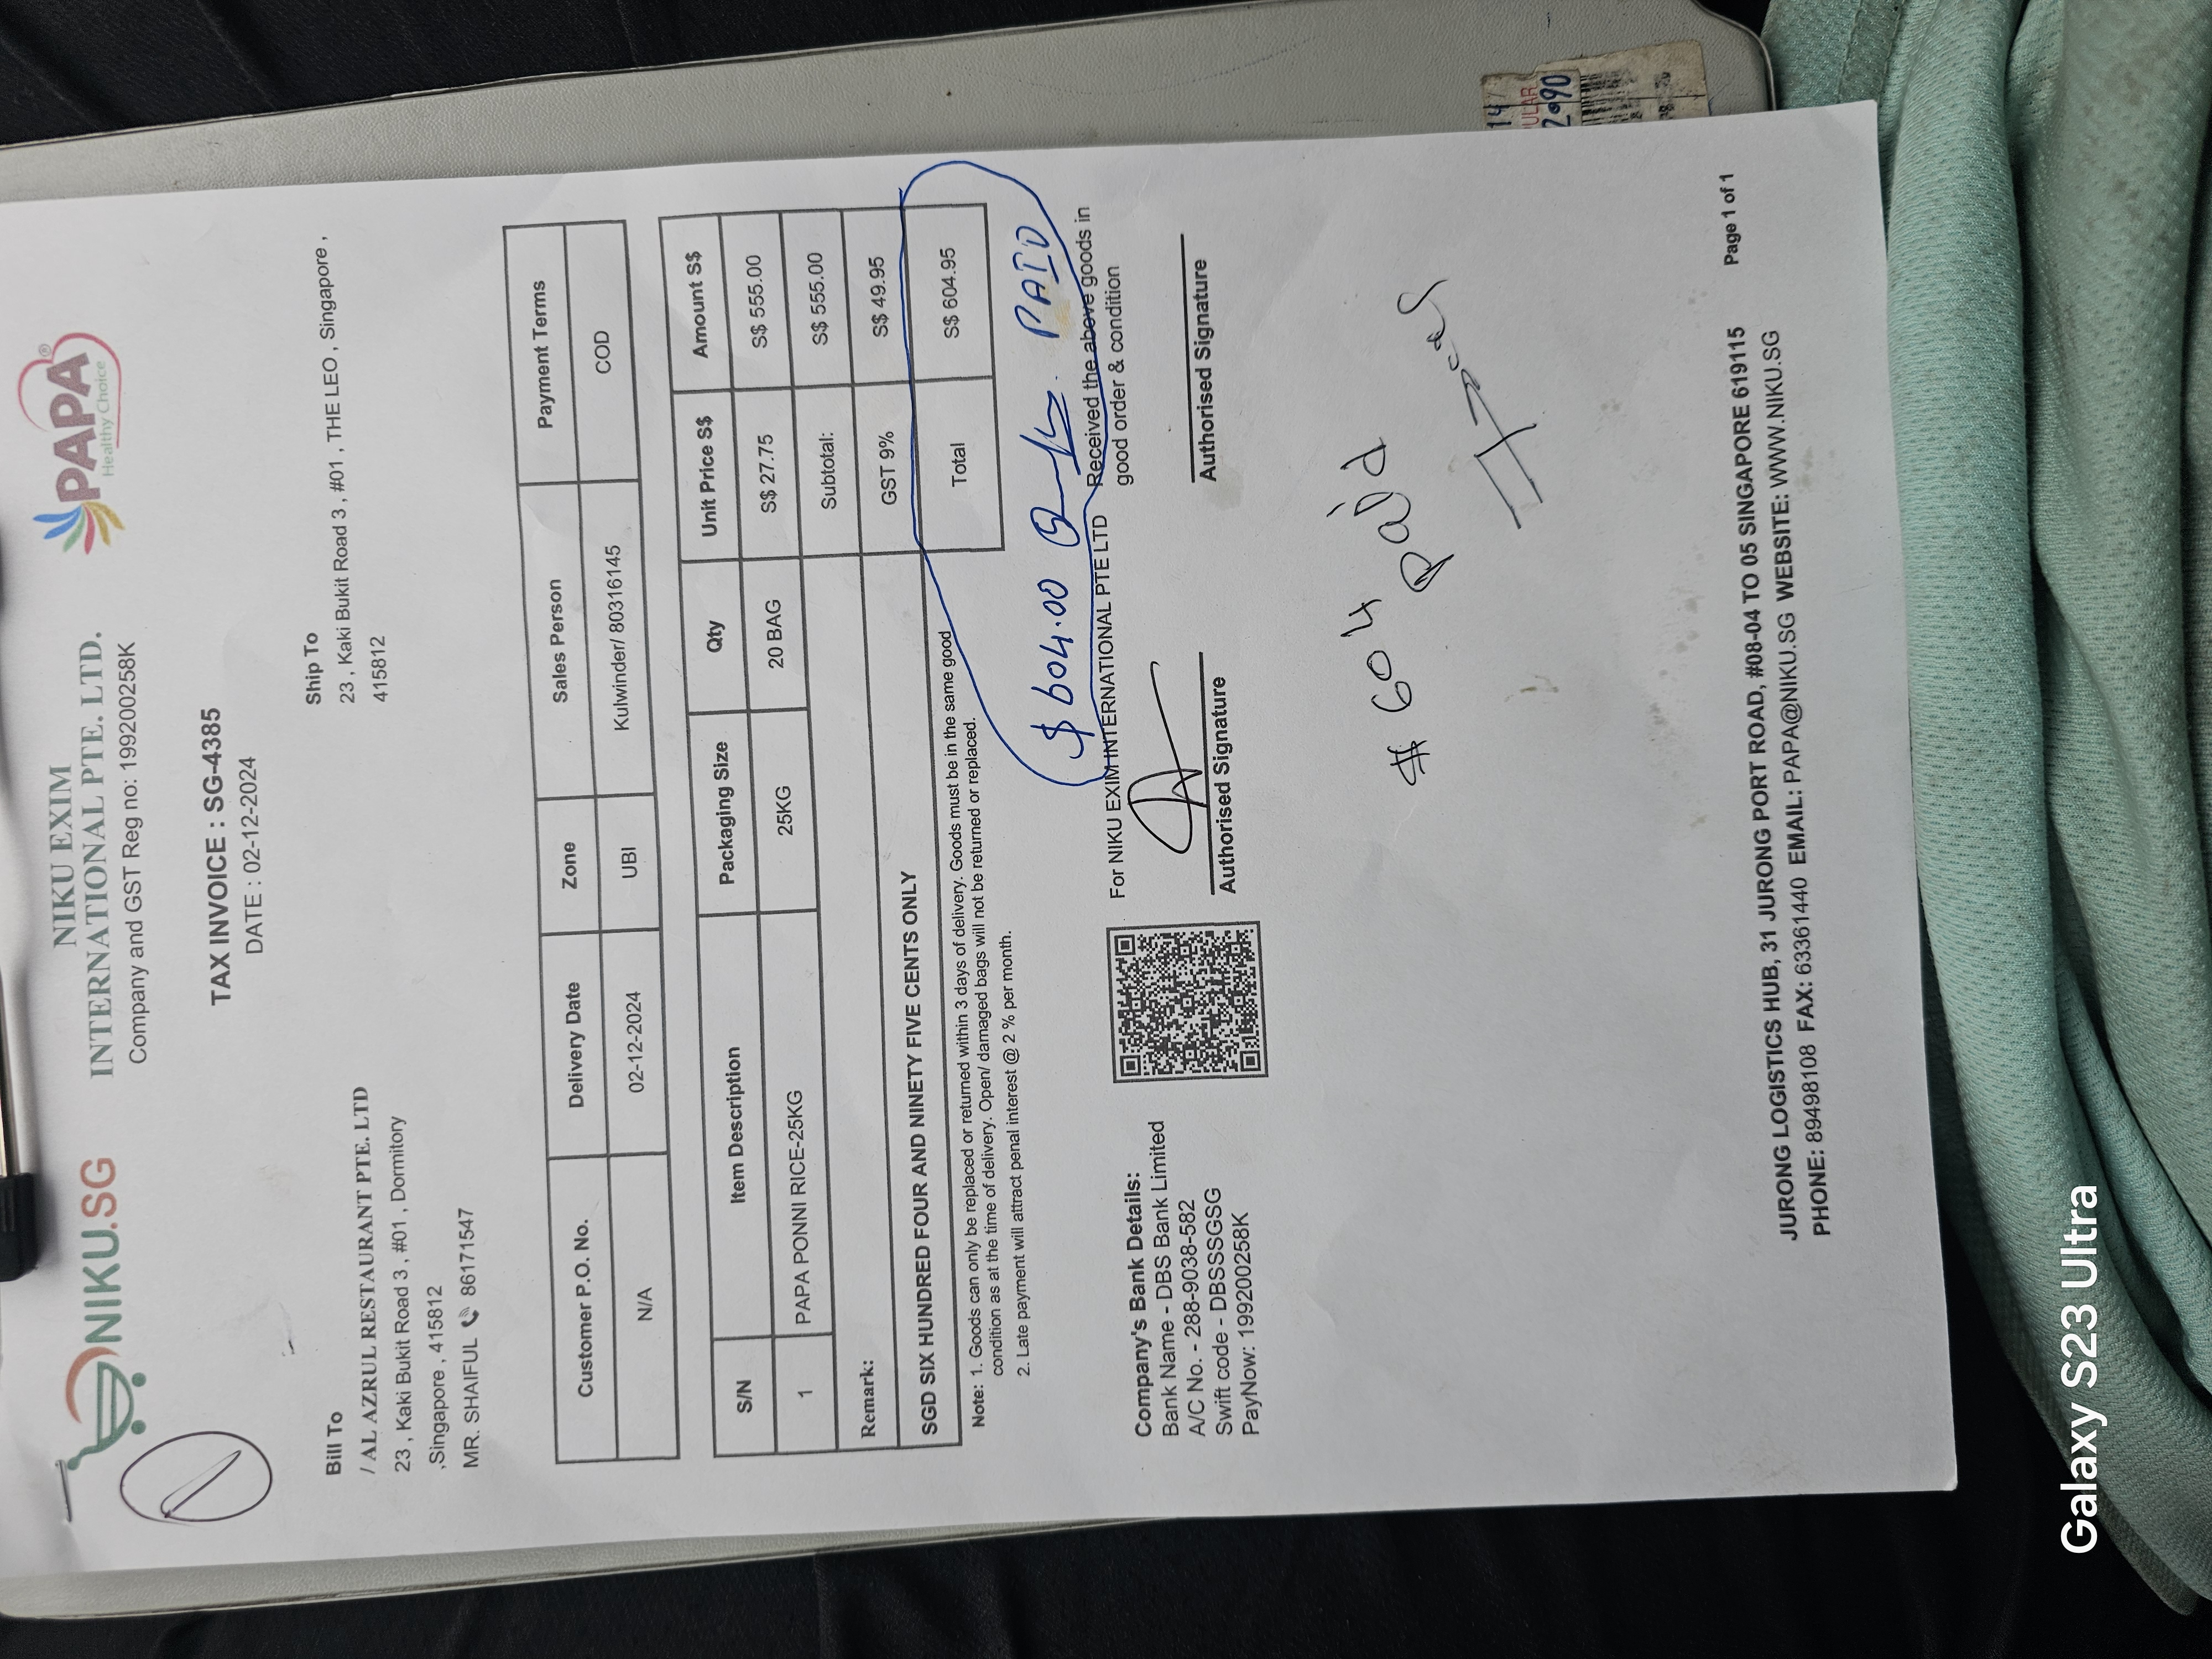 NIKU.SG
NIKU EXIM
INTERNATIONAL PTE. LTD.
Company and GST Reg no: 199200258K
PAPA®
Healthy Choice
TAX INVOICE : SG-4385
DATE : 02-12-2024
Bill To
/ AL AZRUL RESTAURANT PTE. LTD
23 , Kaki Bukit Road 3 , #01 , Dormitory
,Singapore , 415812
MR. SHAIFUL 86171547
Ship To
23 , Kaki Bukit Road 3 , #01 , THE LEO , Singapore ,
415812
Customer P.O. No. Delivery Date Zone Sales Person Payment Terms
N/A 02-12-2024 UBI Kulwinder/ 80316145 COD
S/N Item Description Packaging Size Qty Unit Price S$ Amount S$
1 PAPA PONNI RICE-25KG 25KG 20 BAG S$ 27.75 S$ 555.00
Subtotal: S$ 555.00
Remark: GST 9% S$ 49.95
SGD SIX HUNDRED FOUR AND NINETY FIVE CENTS ONLY Total S$ 604.95
Note: 1. Goods can only be replaced or returned within 3 days of delivery. Goods must be in the same good
condition as at the time of delivery. Open/ damaged bags will not be returned or replaced.
2. Late payment will attract penal interest @ 2 % per month.
$ 604.00 PAID
Company's Bank Details:
Bank Name - DBS Bank Limited
A/C No. - 288-9038-582
Swift code - DBSSSGSG
PayNow: 199200258K
For NIKU EXIM INTERNATIONAL PTE LTD
Authorised Signature
Received the above goods in
good order & condition
Authorised Signature
$ 604
Paid
JURONG LOGISTICS HUB, 31 JURONG PORT ROAD, #08-04 TO 05 SINGAPORE 619115
PHONE: 89498108 FAX: 63361440 EMAIL: PAPA@NIKU.SG WEBSITE: WWW.NIKU.SG
Page 1 of 1
2.90
Galaxy S23 Ultra